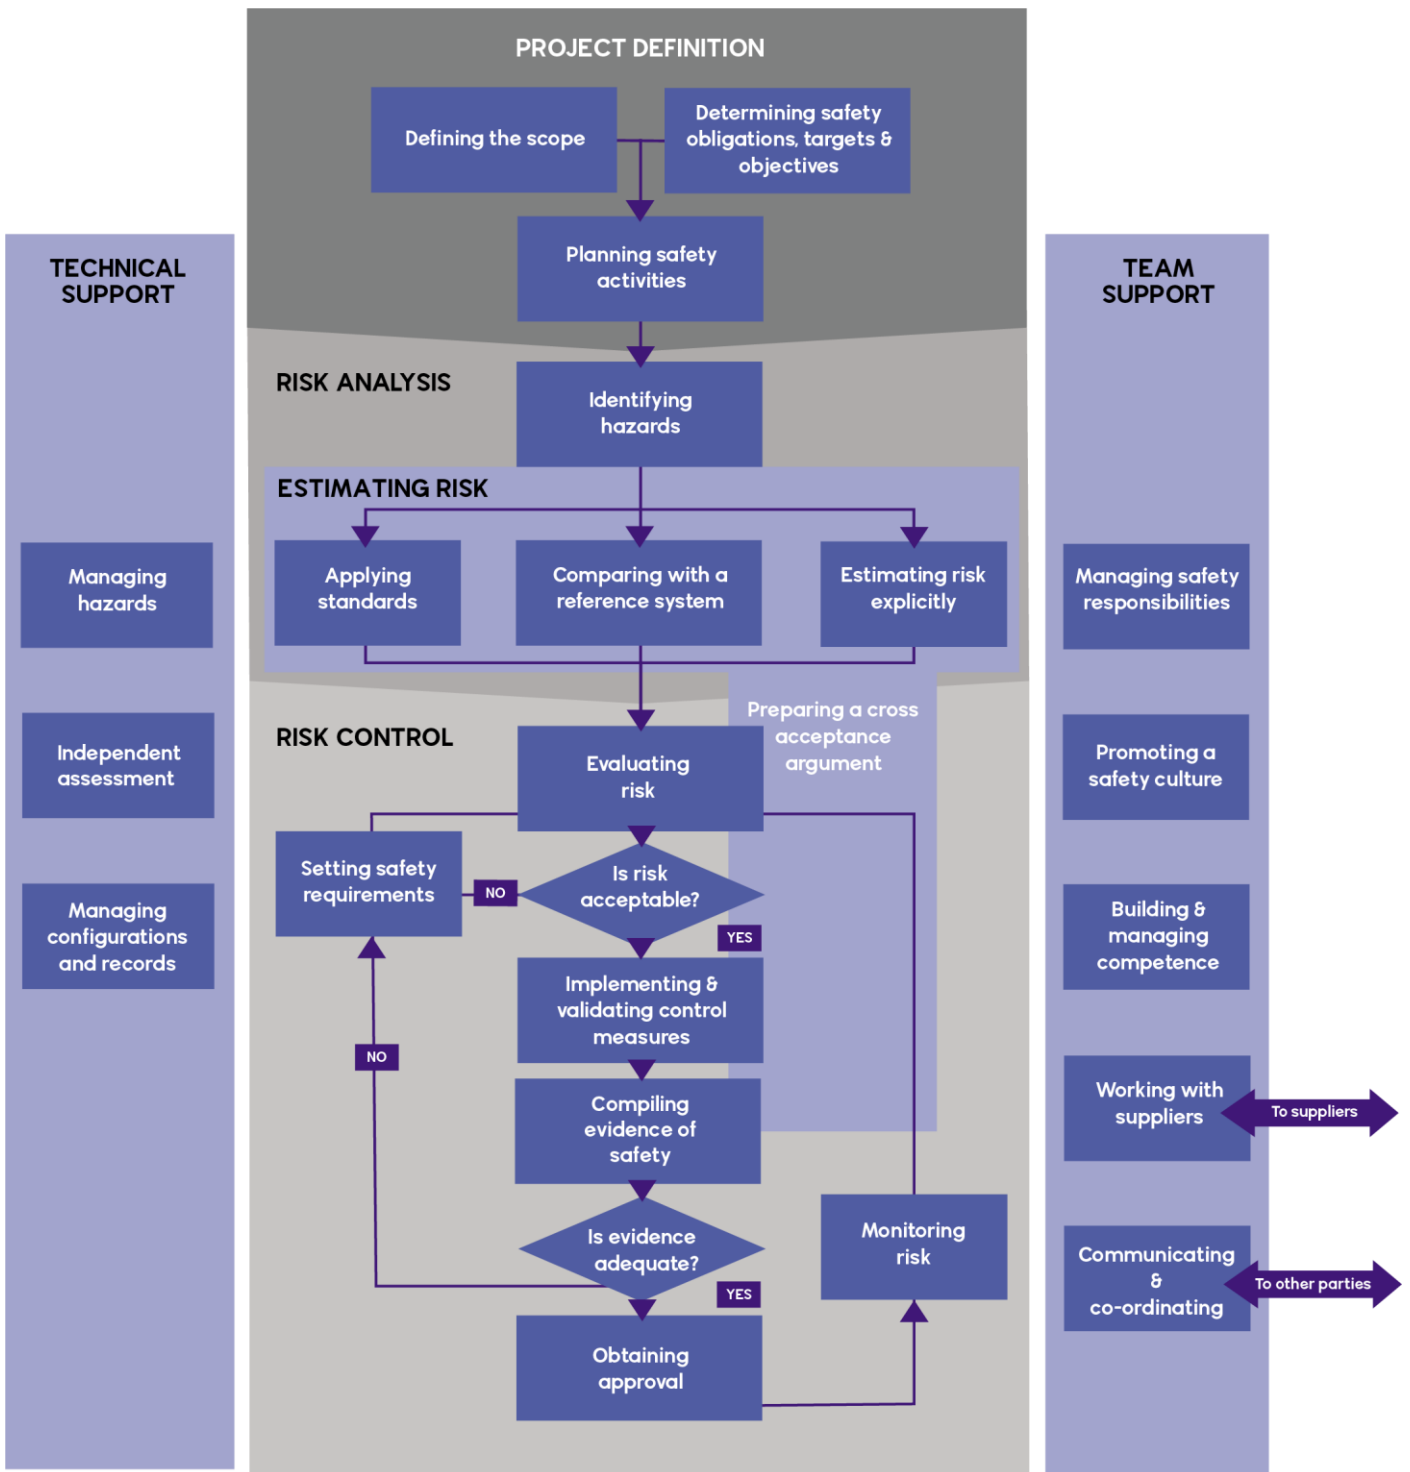 PROJECT DEFINITION
Defining the scope
Determining safety
obligations, targets &
objectives
Planning safety
activities
TECHNICAL
SUPPORT
Managing
hazards
Independent
assessment
Managing
configurations
and records
RISK ANALYSIS
Identifying
hazards
ESTIMATING RISK
Applying
standards
Comparing with a
reference system
Estimating risk
explicitly
RISK CONTROL
Preparing a cross
acceptance
argument
Evaluating
risk
Setting safety
requirements
NO
Is risk
acceptable?
YES
Implementing &
validating control
measures
NO
Compiling
evidence of
safety
Is evidence
adequate?
YES
Monitoring
risk
Obtaining
approval
TEAM
SUPPORT
Managing safety
responsibilities
Promoting a
safety culture
Building &
managing
competence
Working with
suppliers
To suppliers
Communicating
&
co-ordinating
To other parties